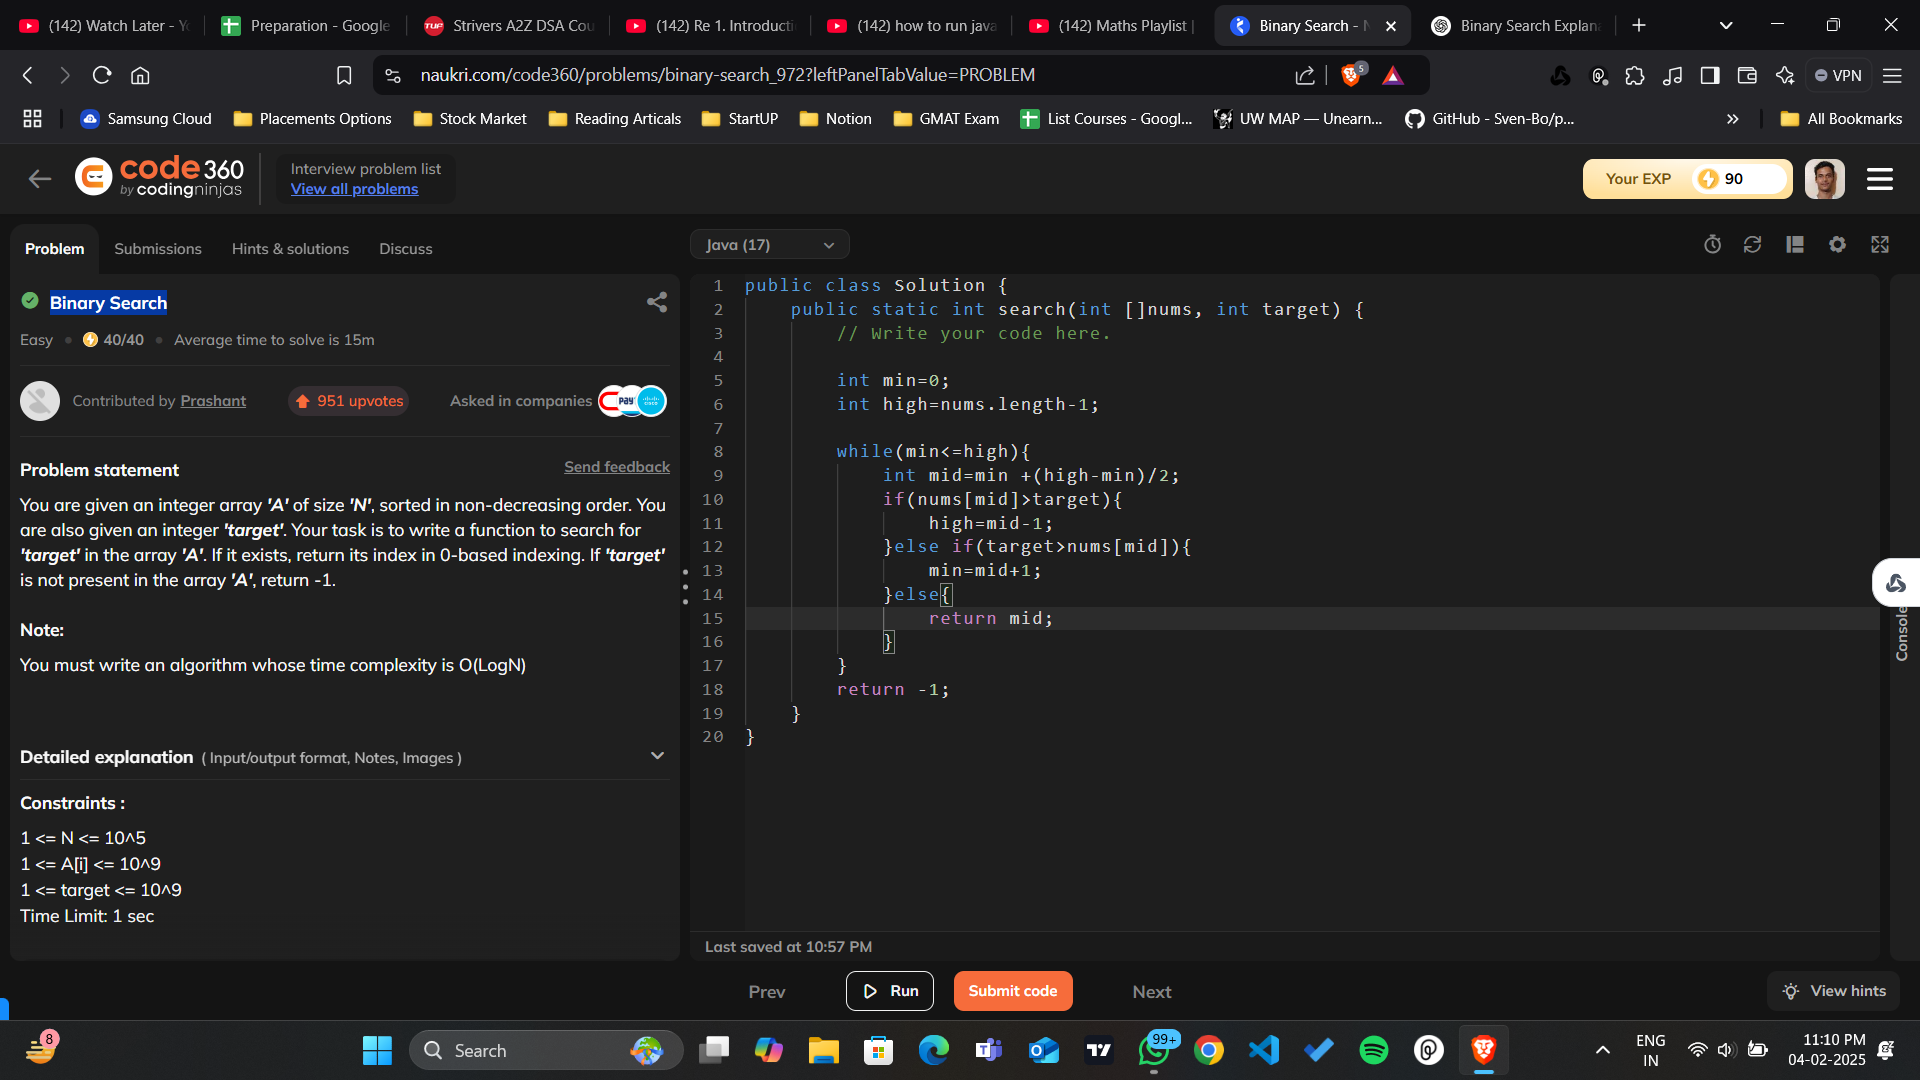 (142) Watch Later - Y
Preparation - Google
TUF Strivers A2Z DSA Cou
(142) Re 1. Introducti
(142) how to run java
(142) Maths Playlist |
Binary Search - N
Binary Search Explana
naukri.com/code360/problems/binary-search_972?leftPanelTabValue=PROBLEM
5
VPN
Samsung Cloud
Placements Options
Stock Market
Reading Articals
StartUP
Notion
GMAT Exam
List Courses - Googl...
UW MAP — Unearn...
GitHub - Sven-Bo/p...
All Bookmarks
code 360
by codingninjas
Interview problem list
View all problems
Your EXP 90
Problem
Submissions
Hints & solutions
Discuss
Java (17)
Binary Search
Easy
40/40
Average time to solve is 15m
Contributed by Prashant
951 upvotes
Asked in companies
Problem statement
Send feedback
You are given an integer array 'A' of size 'N', sorted in non-decreasing order. You
are also given an integer 'target'. Your task is to write a function to search for
'target' in the array 'A'. If it exists, return its index in 0-based indexing. If 'target'
is not present in the array 'A', return -1.
Note:
You must write an algorithm whose time complexity is O(LogN)
Detailed explanation ( Input/output format, Notes, Images )
Constraints :
1 <= N <= 10^5
1 <= A[i] <= 10^9
1 <= target <= 10^9
Time Limit: 1 sec
1 public class Solution {
2 public static int search(int []nums, int target) {
3 // Write your code here.
4
5 int min=0;
6 int high=nums.length-1;
7
8 while(min<=high){
9 int mid=min +(high-min)/2;
10 if(nums[mid]>target){
11 high=mid-1;
12 }else if(target>nums[mid]){
13 min=mid+1;
14 }else{
15 return mid;
16 }
17 }
18 return -1;
19 }
20 }
Console
Last saved at 10:57 PM
Prev
Run
Submit code
Next
View hints
8
Search
99+
ENG
IN
11:10 PM
04-02-2025